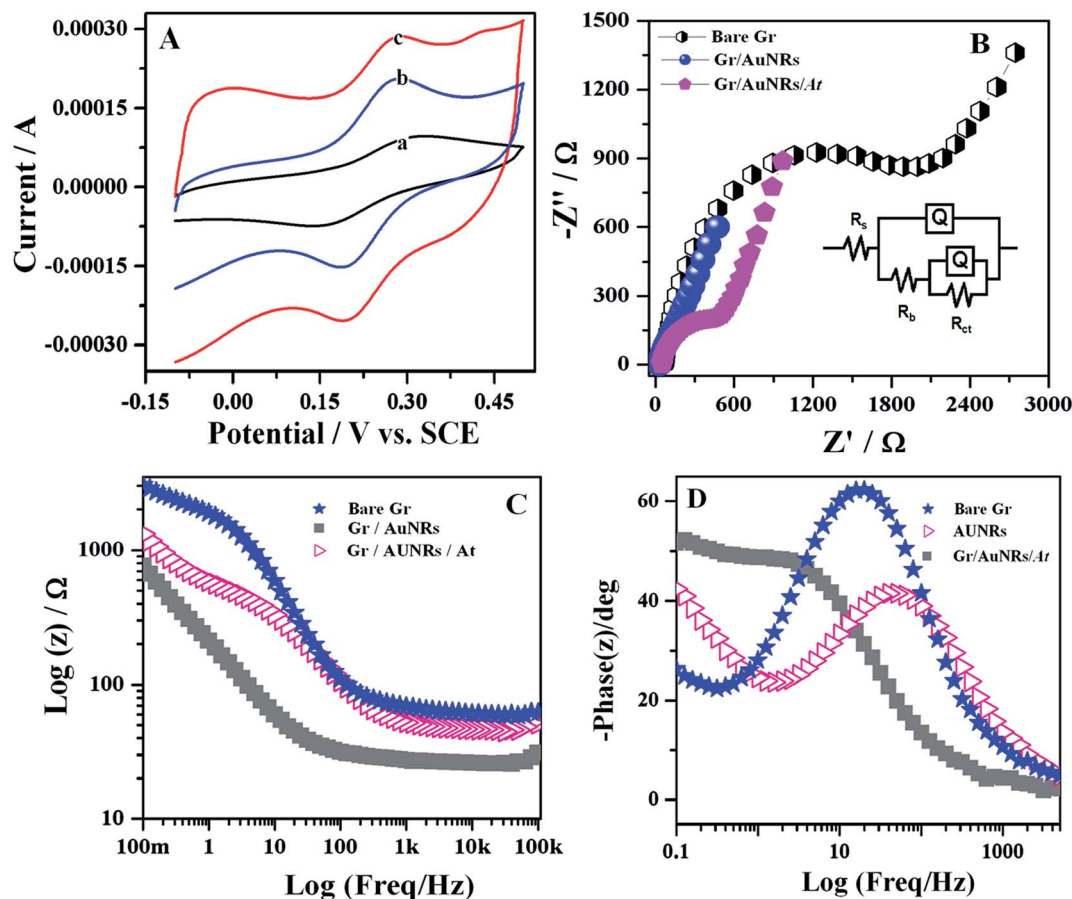 A
c
b
a
0.00030
0.00015
0.00000
-0.00015
-0.00030
Current / A
-0.15 0.00 0.15 0.30 0.45
Potential / V vs. SCE
B
Bare Gr
Gr/AuNRs
Gr/AuNRs/At
1500
1200
900
600
300
0
-Z'' / Ω
Rs
Q
Q
Rb
Rct
0 600 1200 1800 2400 3000
Z' / Ω
C
Bare Gr
Gr / AuNRs
Gr / AUNRs / At
1000
100
10
Log (z) / Ω
100m 1 10 100 1k 10k 100k
Log (Freq/Hz)
D
Bare Gr
AUNRs
Gr/AuNRs/At
60
40
20
0
-Phase(z)/deg
0.1 10 1000
Log (Freq/Hz)